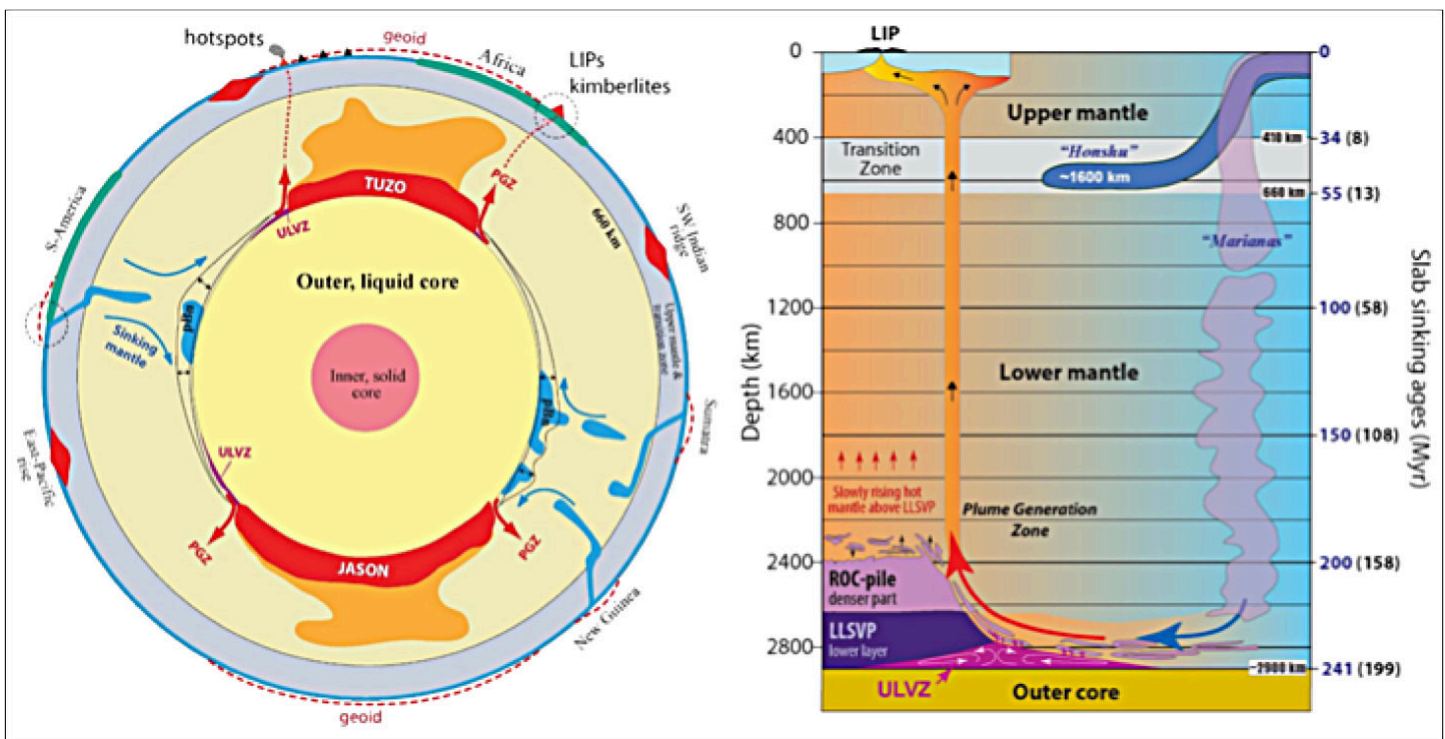 hotspots
geoid
Africa
LIPs
kimberlites
TUZO
PGZ
ULVZ
660 km
S-America
SW Indian
ridge
Outer, liquid core
pBn
Sinking
mantle
Upper mantle &
transition zone
Inner, solid
core
pBn
Sumatra
East-Pacific
rise
ULVZ
PGZ
PGZ
JASON
New Guinea
geoid
LIP
0
0
Upper mantle
400
410 km
34 (8)
Transition
Zone
"Honshu"
~1600 km
660 km
55 (13)
800
"Marianas"
1200
100 (58)
Depth (km)
Slab sinking ages (Myr)
Lower mantle
1600
150 (108)
2000
Slowly rising hot
mantle above LLSVP
Plume Generation
Zone
2400
200 (158)
ROC-pile
denser part
LLSVP
lower layer
2800
~2900 km
241 (199)
ULVZ
Outer core